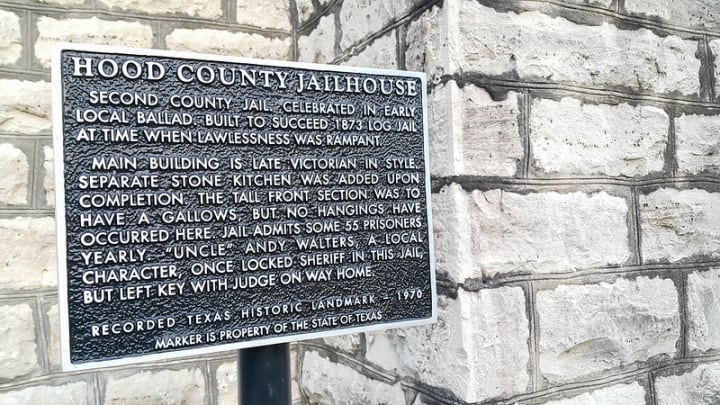 HOOD COUNTY JAILHOUSE
SECOND COUNTY JAIL, CELEBRATED IN EARLY
LOCAL BALLAD. BUILT TO SUCCEED 1873 LOG JAIL
AT TIME WHEN LAWLESSNESS WAS RAMPANT.
MAIN BUILDING IS LATE VICTORIAN IN STYLE.
SEPARATE STONE KITCHEN WAS ADDED UPON
COMPLETION. THE TALL FRONT SECTION WAS TO
HAVE A GALLOWS, BUT NO HANGINGS HAVE
OCCURRED HERE. JAIL ADMITS SOME 55 PRISONERS
YEARLY. "UNCLE" ANDY WALTERS, A LOCAL
CHARACTER, ONCE LOCKED SHERIFF IN THIS JAIL,
BUT LEFT KEY WITH JUDGE ON WAY HOME.
RECORDED TEXAS HISTORIC LANDMARK – 1970
MARKER IS PROPERTY OF THE STATE OF TEXAS